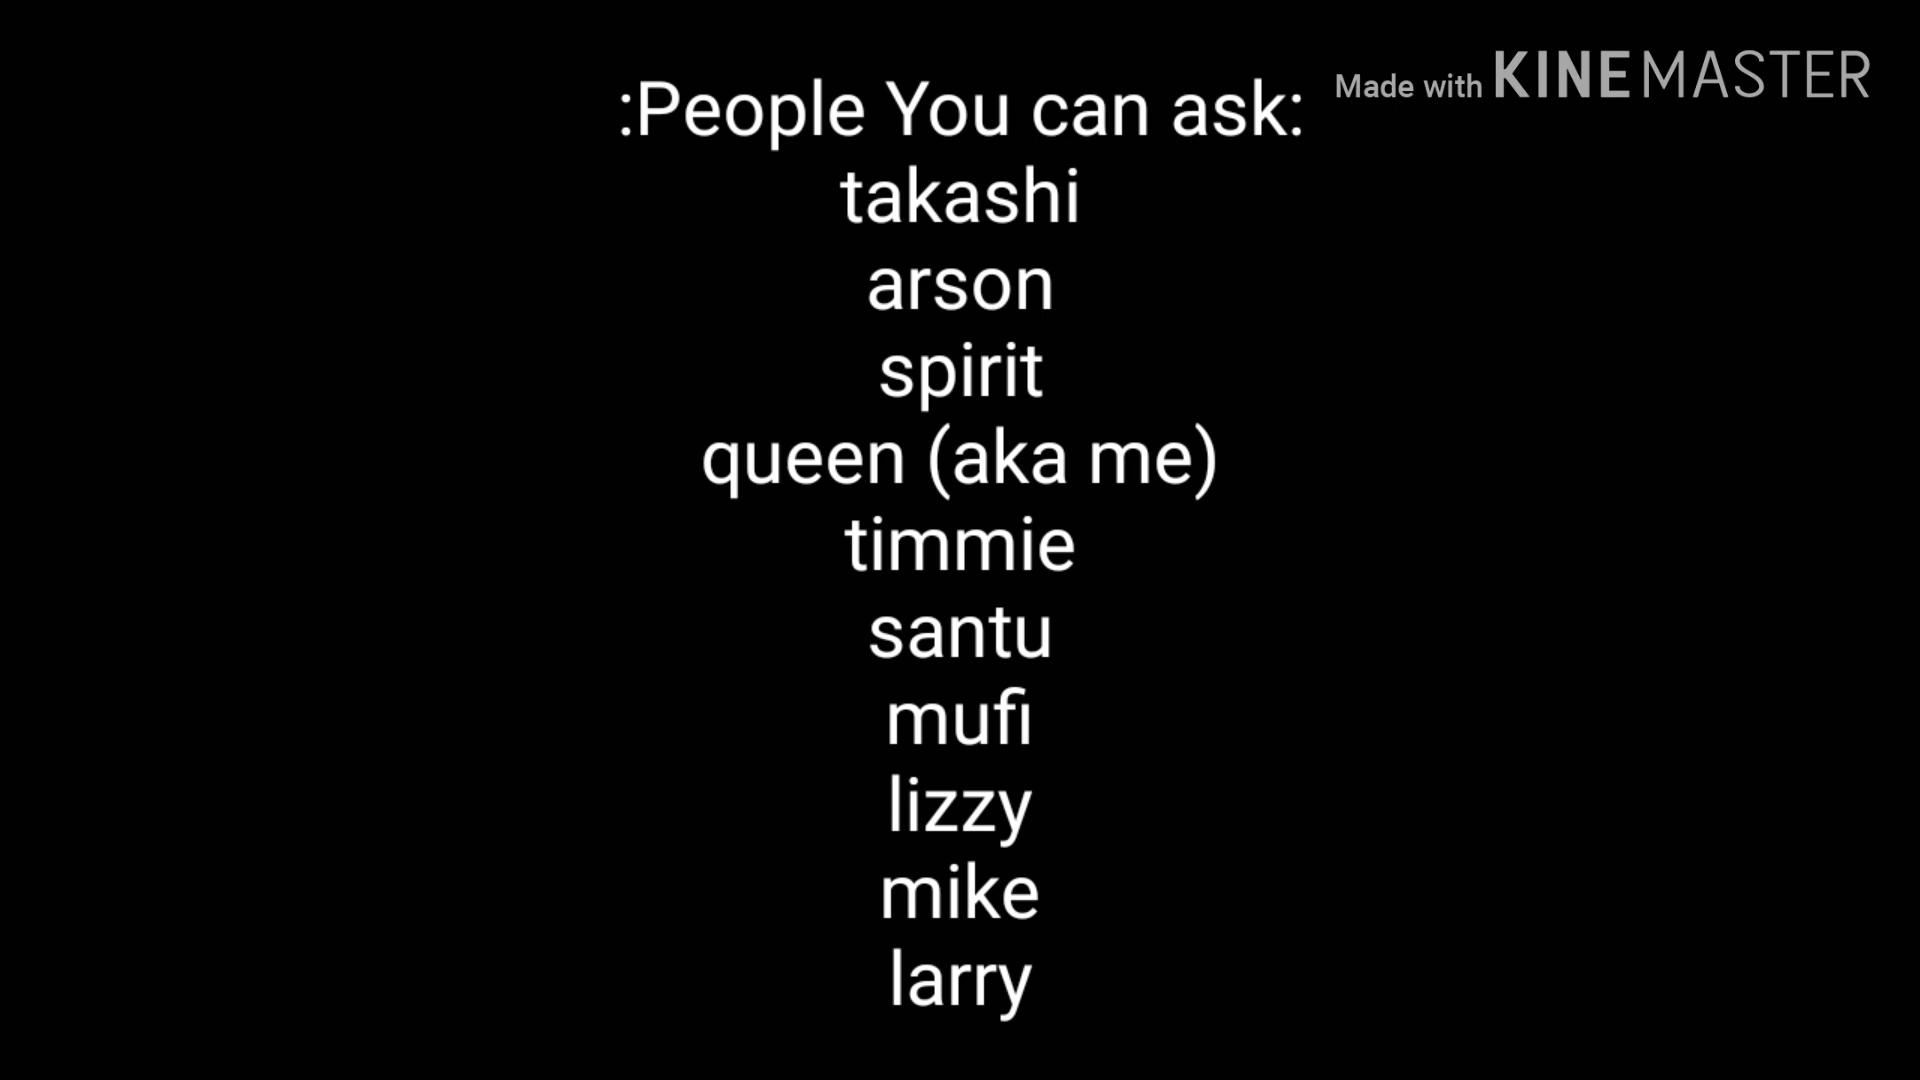 :People You can ask:
Made with KINEMASTER
takashi
arson
spirit
queen (aka me)
timmie
santu
mufi
lizzy
mike
larry